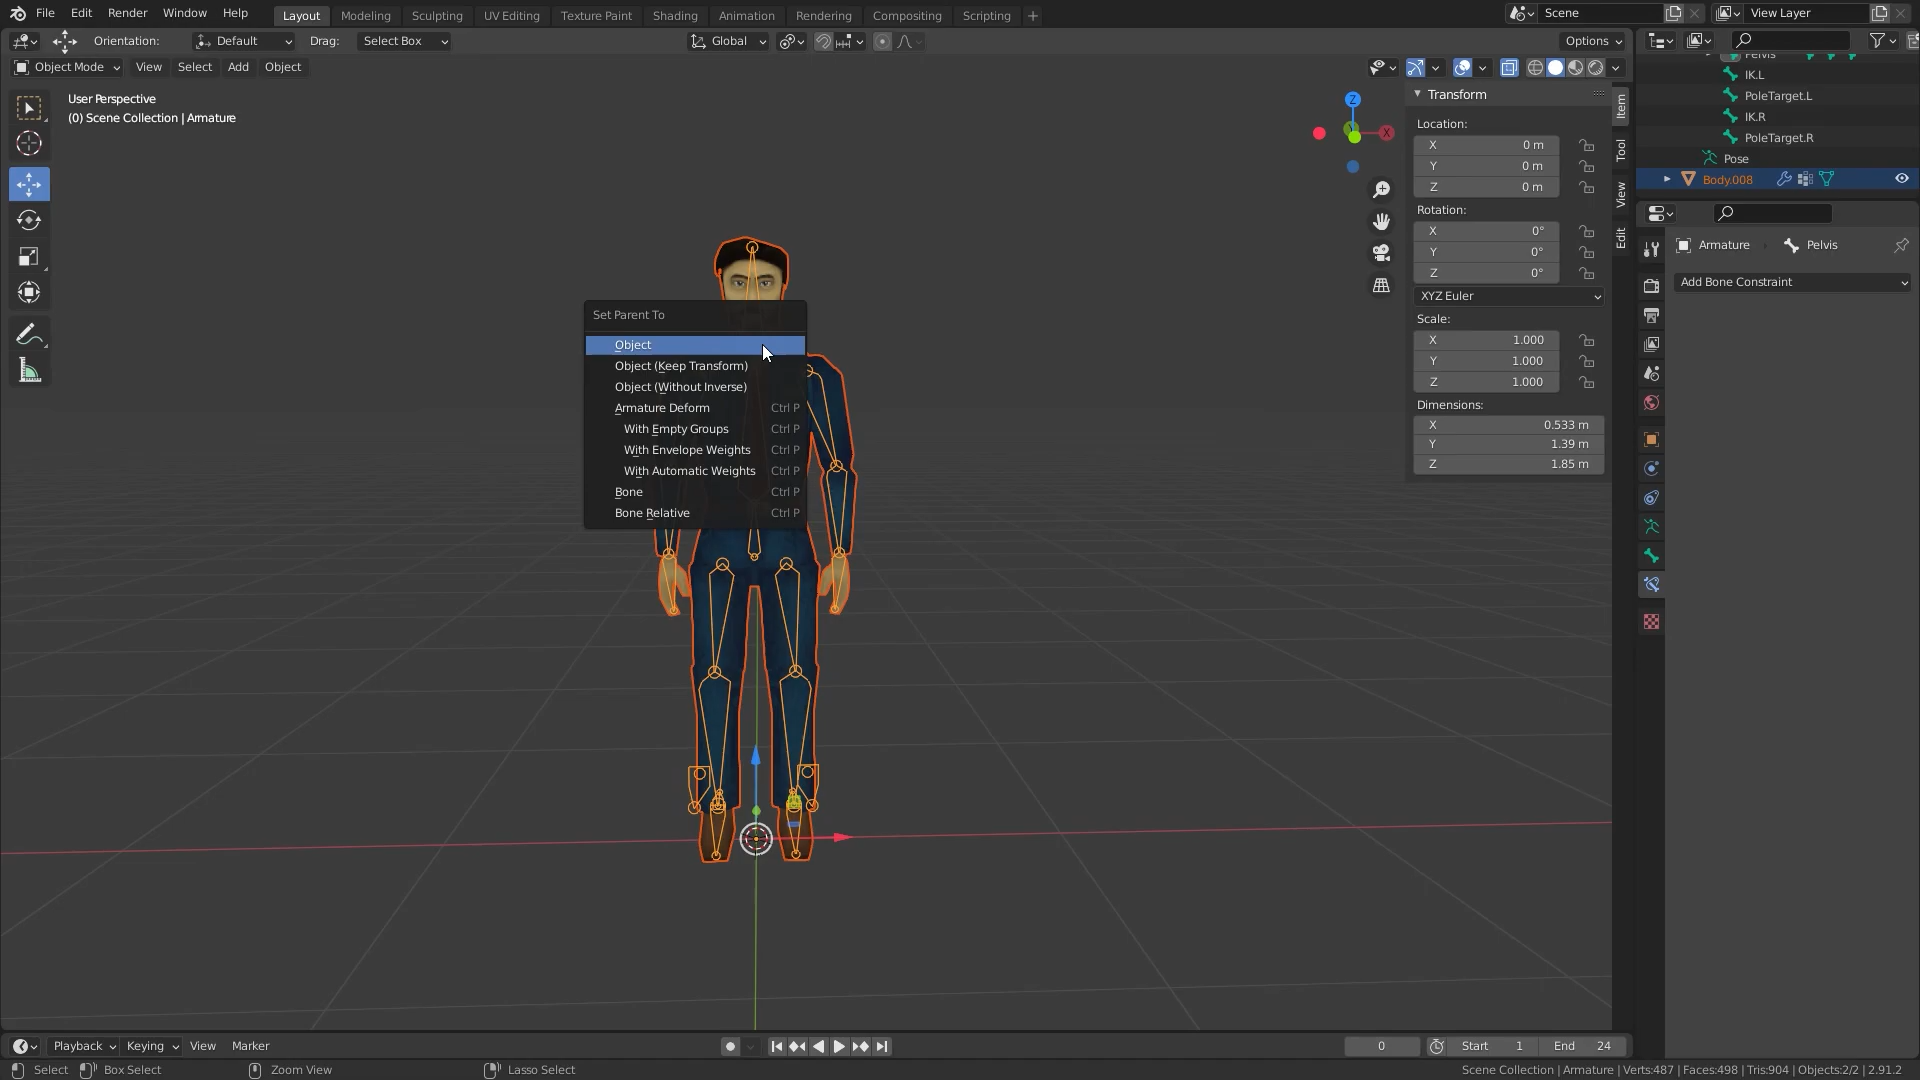 File Edit Render Window Help Layout Modeling Sculpting UV Editing Texture Paint Shading Animation Rendering Compositing Scripting + Scene View Layer
Orientation: Default Drag: Select Box Global Options
Object Mode View Select Add Object
User Perspective
(0) Scene Collection | Armature
Z
X
Transform
Location:
X 0 m
Y 0 m
Z 0 m
Rotation:
X 0°
Y 0°
Z 0°
XYZ Euler
Scale:
X 1.000
Y 1.000
Z 1.000
Dimensions:
X 0.533 m
Y 1.39 m
Z 1.85 m
Item
Tool
View
Edit
Pelvis
IK.L
PoleTarget.L
IK.R
PoleTarget.R
Pose
Body.008
Armature Pelvis
Add Bone Constraint
Set Parent To
Object
Object (Keep Transform)
Object (Without Inverse)
Armature Deform Ctrl P
With Empty Groups Ctrl P
With Envelope Weights Ctrl P
With Automatic Weights Ctrl P
Bone Ctrl P
Bone Relative Ctrl P
Playback Keying View Marker 0 Start 1 End 24
Select Box Select Zoom View Lasso Select Scene Collection | Armature | Verts:487 | Faces:498 | Tris:904 | Objects:2/2 | 2.91.2